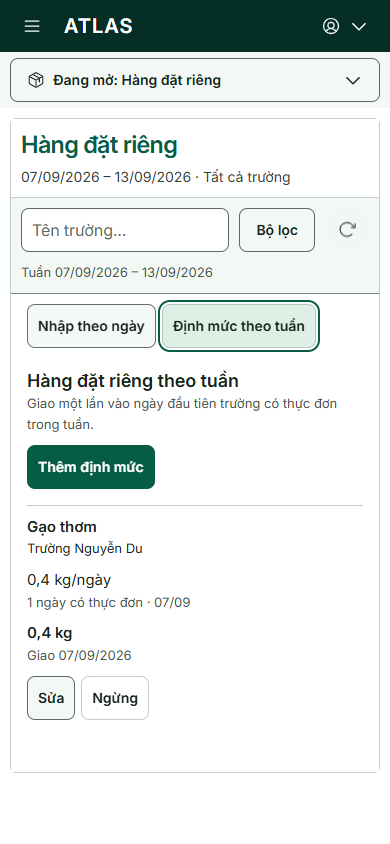 ATLAS
Đang mở: Hàng đặt riêng
Hàng đặt riêng
07/09/2026 – 13/09/2026 · Tất cả trường
Tên trường...
Bộ lọc
Tuần 07/09/2026 – 13/09/2026
Nhập theo ngày
Định mức theo tuần
Hàng đặt riêng theo tuần
Giao một lần vào ngày đầu tiên trường có thực đơn
trong tuần.
Thêm định mức
Gạo thơm
Trường Nguyễn Du
0,4 kg/ngày
1 ngày có thực đơn · 07/09
0,4 kg
Giao 07/09/2026
Sửa
Ngừng